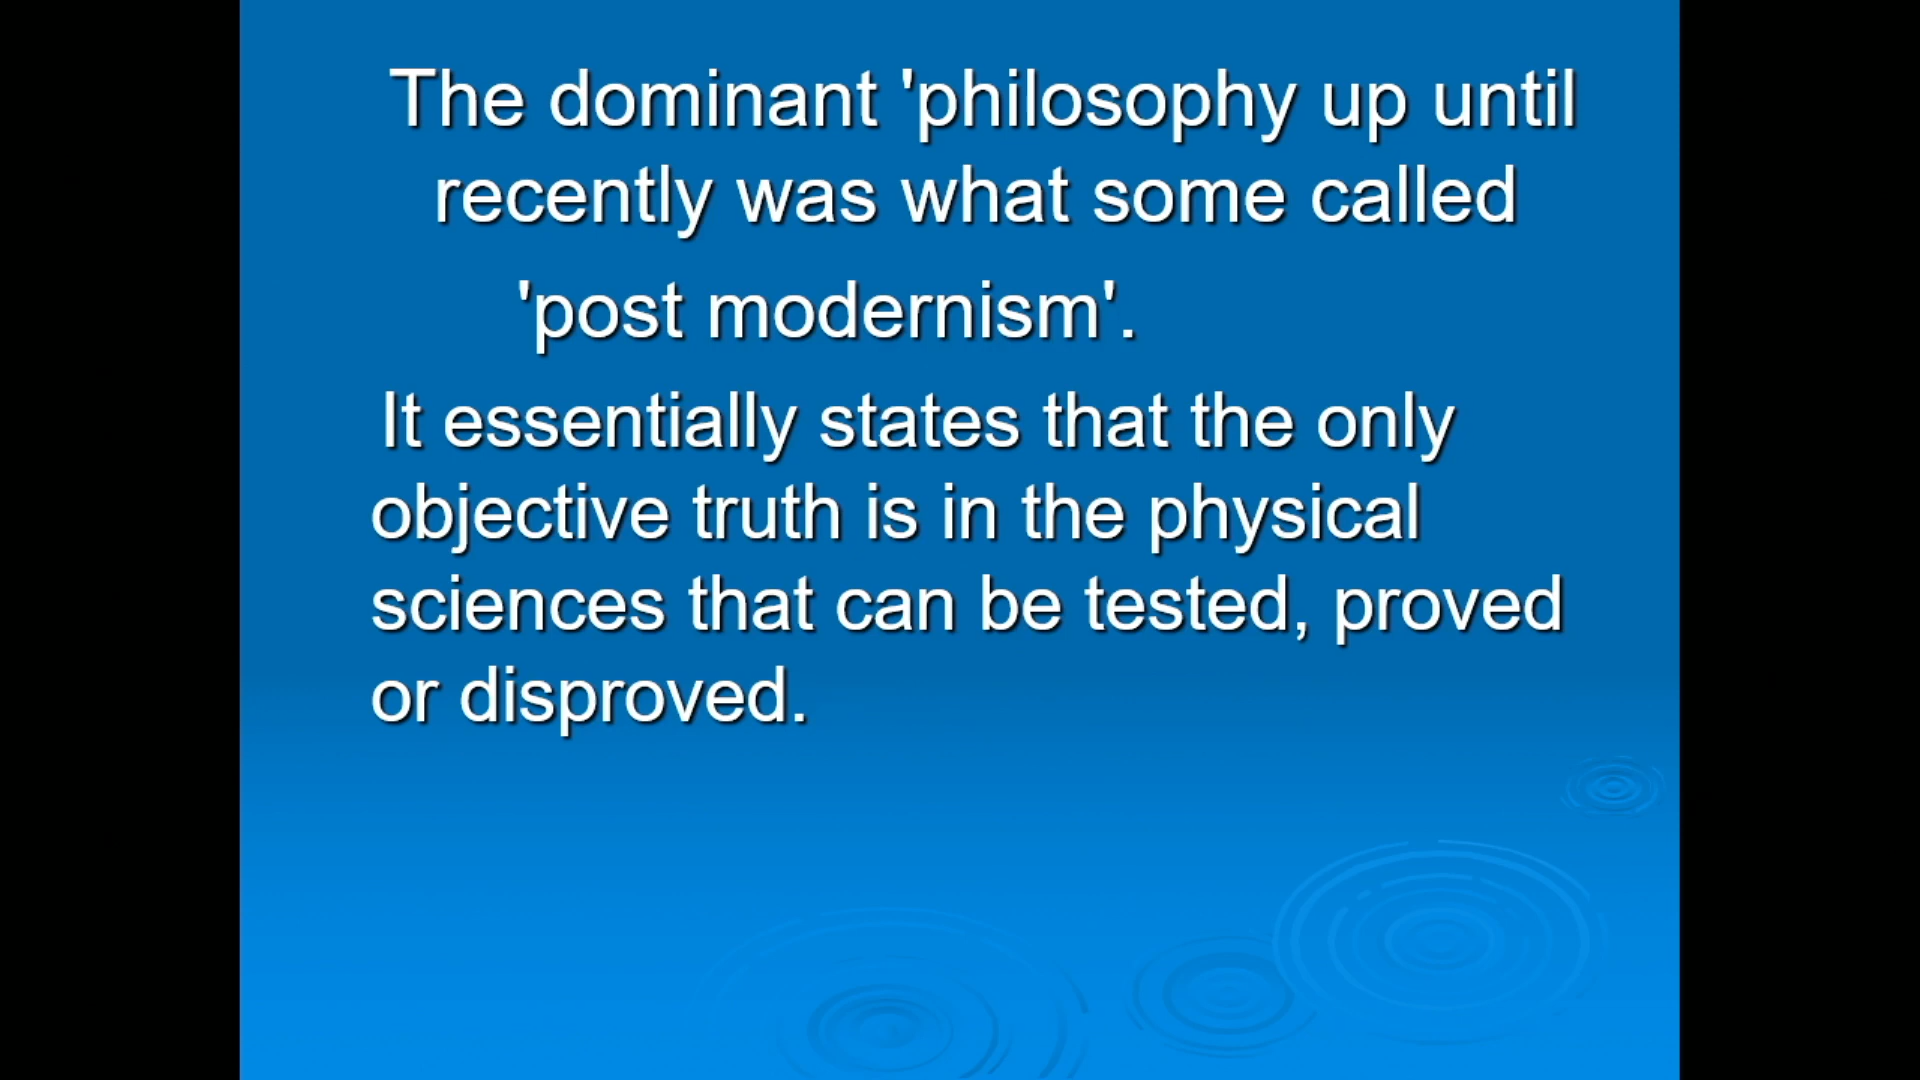 The dominant 'philosophy up until
recently was what some called
'post modernism'.
It essentially states that the only
objective truth is in the physical
sciences that can be tested, proved
or disproved.